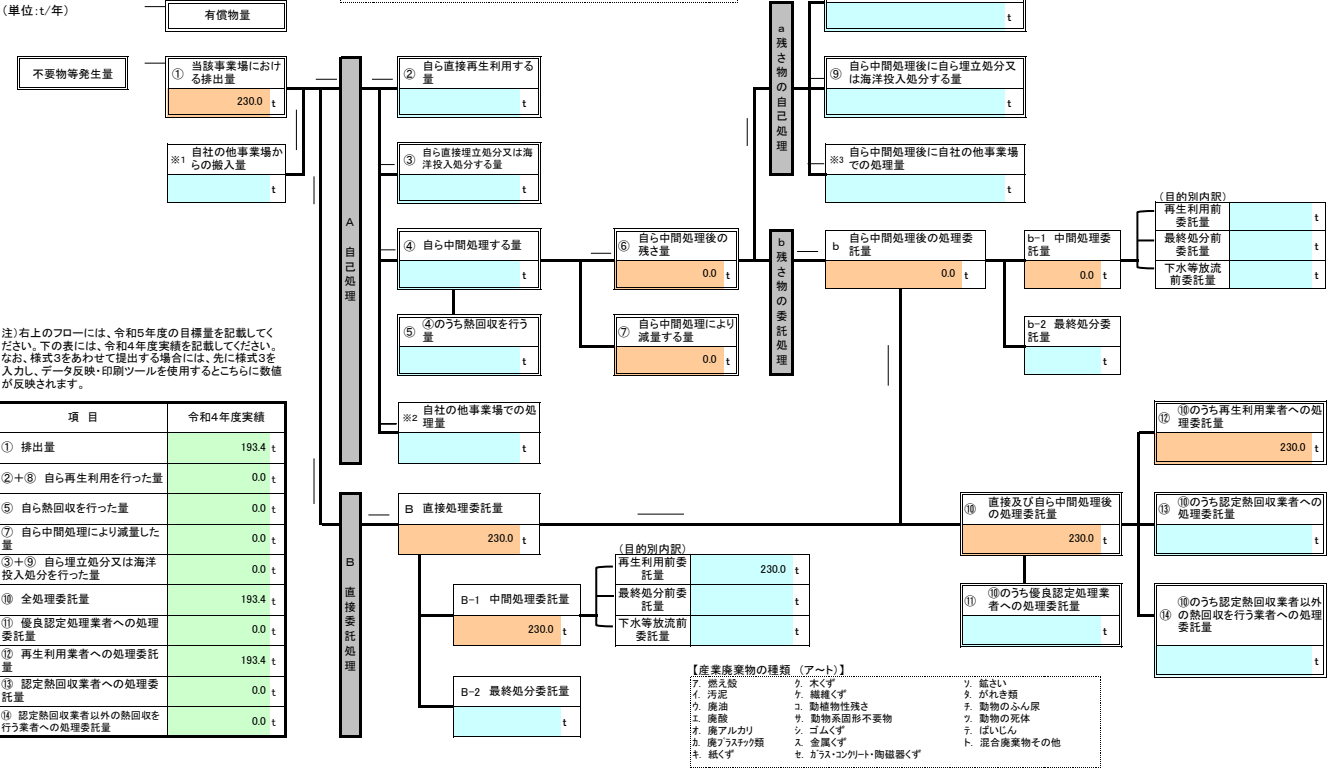 (単位:t/年)
有償物量
t
不要物等発生量
① 当該事業場におけ
る排出量
230.0 t
※1 自社の他事業場か
らの搬入量
t
A 自己処理
② 自ら直接再生利用する
量
t
③ 自ら直接埋立処分又は海
洋投入処分する量
t
④ 自ら中間処理する量
t
⑤ ④のうち熱回収を行う
量
t
※2 自社の他事業場での処
理量
t
⑥ 自ら中間処理後の
残さ量
0.0 t
⑦ 自ら中間処理により
減量する量
0.0 t
a 残さ物の自己処理
⑨ 自ら中間処理後に自ら埋立処分又
は海洋投入処分する量
t
※3 自ら中間処理後に自社の他事業場
での処理量
t
b 残さ物の委託処理
b 自ら中間処理後の処理委
託量
0.0 t
b-1 中間処理委
託量
0.0 t
b-2 最終処分委
託量
t
(目的別内訳)
再生利用前
委託量
t
最終処分前
委託量
t
下水等放流
前委託量
t
注)右上のフローには、令和5年度の目標量を記載してく
ださい。下の表には、令和4年度実績を記載してください。
なお、様式3をあわせて提出する場合には、先に様式3を
入力し、データ反映・印刷ツールを使用するとこちらに数値
が反映されます。
項 目 令和4年度実績
① 排出量 193.4 t
②+⑧ 自ら再生利用を行った量 0.0 t
⑤ 自ら熱回収を行った量 0.0 t
⑦ 自ら中間処理により減量した
量 0.0 t
③+⑨ 自ら埋立処分又は海洋
投入処分を行った量 0.0 t
⑩ 全処理委託量 193.4 t
⑪ 優良認定処理業者への処理
委託量 0.0 t
⑫ 再生利用業者への処理委託
量 193.4 t
⑬ 認定熱回収業者への処理委
託量 0.0 t
⑭ 認定熱回収業者以外の熱回収を
行う業者への処理委託量 0.0 t
B 直接委託処理
B 直接処理委託量
230.0 t
B-1 中間処理委託量
230.0 t
B-2 最終処分委託量
t
(目的別内訳)
再生利用前委
託量
230.0 t
最終処分前委
託量
t
下水等放流前
委託量
t
⑩ 直接及び自ら中間処理後
の処理委託量
230.0 t
⑪ ⑩のうち優良認定処理業
者への処理委託量
t
⑫ ⑩のうち再生利用業者への処
理委託量
230.0 t
⑬ ⑩のうち認定熱回収業者への
処理委託量
t
⑭ ⑩のうち認定熱回収業者以外
の熱回収を行う業者への処理
委託量
t
【産業廃棄物の種類 (ア~ト)】
ア. 燃え殻
イ. 汚泥
ウ. 廃油
エ. 廃酸
オ. 廃アルカリ
カ. 廃プラスチック類
キ. 紙くず
ク. 木くず
ケ. 繊維くず
コ. 動植物性残さ
サ. 動物系固形不要物
シ. ゴムくず
ス. 金属くず
セ. ガラス・コンクリート・陶磁器くず
ソ. 鉱さい
タ. がれき類
チ. 動物のふん尿
ツ. 動物の死体
テ. ばいじん
ト. 混合廃棄物その他